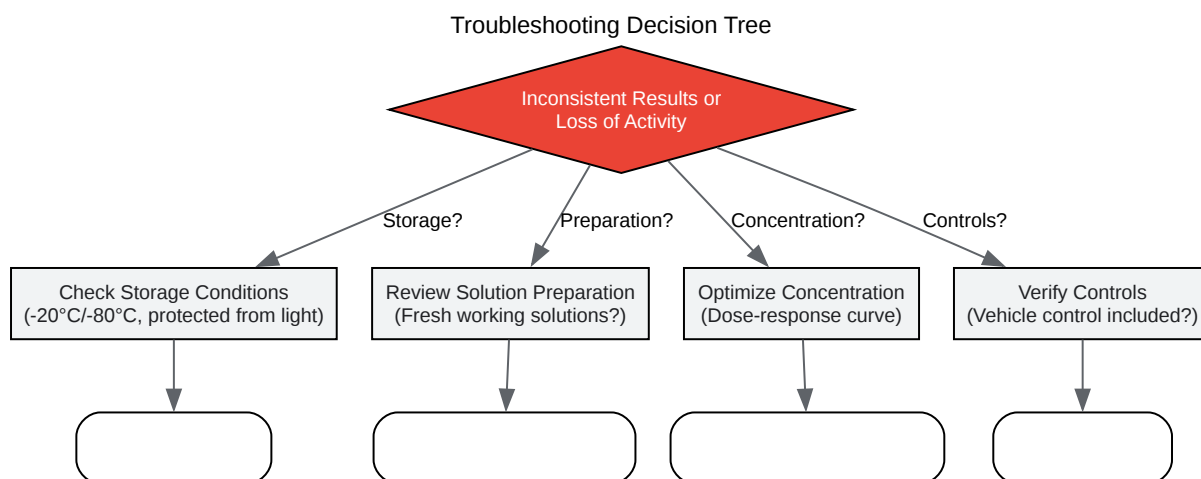 Troubleshooting Decision Tree
Inconsistent Results or
Loss of Activity
Storage?
Preparation?
Concentration?
Controls?
Check Storage Conditions
(-20°C/-80°C, protected from light)
Review Solution Preparation
(Fresh working solutions?)
Optimize Concentration
(Dose-response curve)
Verify Controls
(Vehicle control included?)